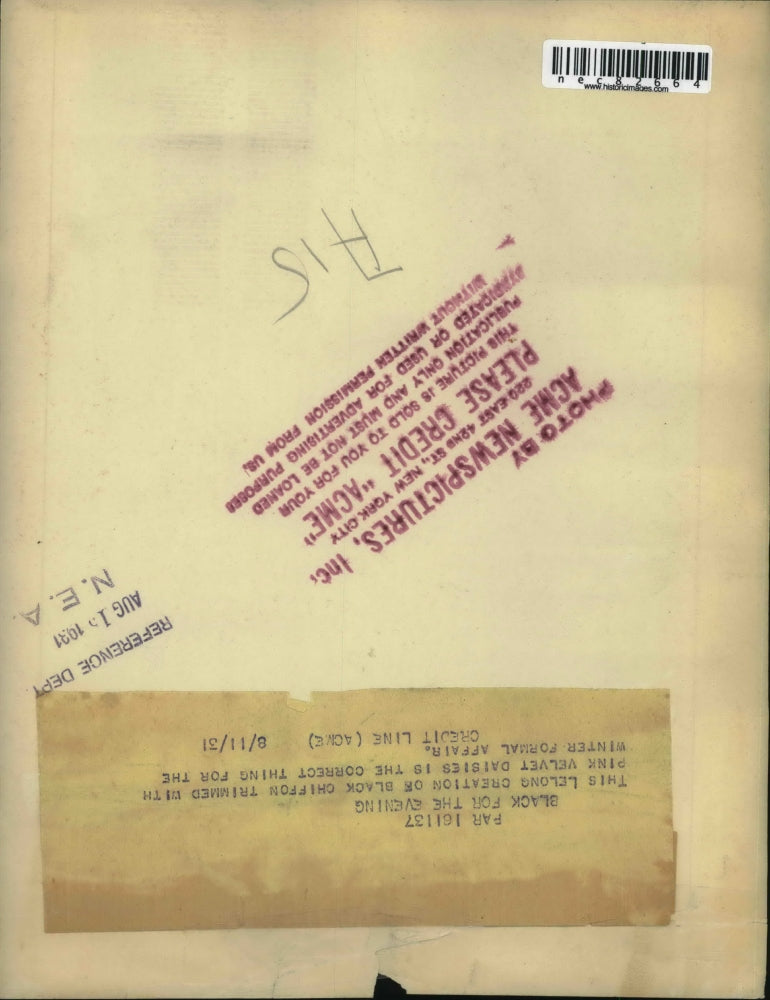 nec82664
www.historicimages.com
THIS
PHOTO BY
ACME NEWSPICTURES, Inc.
220 EAST 42ND ST., NEW YORK CITY
PLEASE CREDIT "ACME"
THIS PICTURE IS SOLD TO YOU FOR YOUR
PUBLICATION ONLY AND MUST NOT BE LOANED
SYNDICATED OR USED FOR ADVERTISING PURPOSES
WITHOUT WRITTEN PERMISSION FROM US.
REFERENCE DEPT.
AUG 1 1931
N.E.A.
PAR 161137
BLACK FOR THE EVENING
THIS LELONG CREATION OF BLACK CHIFFON TRIMMED WITH
PINK VELVET DAISIES IS THE CORRECT THING FOR THE
WINTER FORMAL AFFAIR.
CREDIT LINE (ACME) 8/11/31